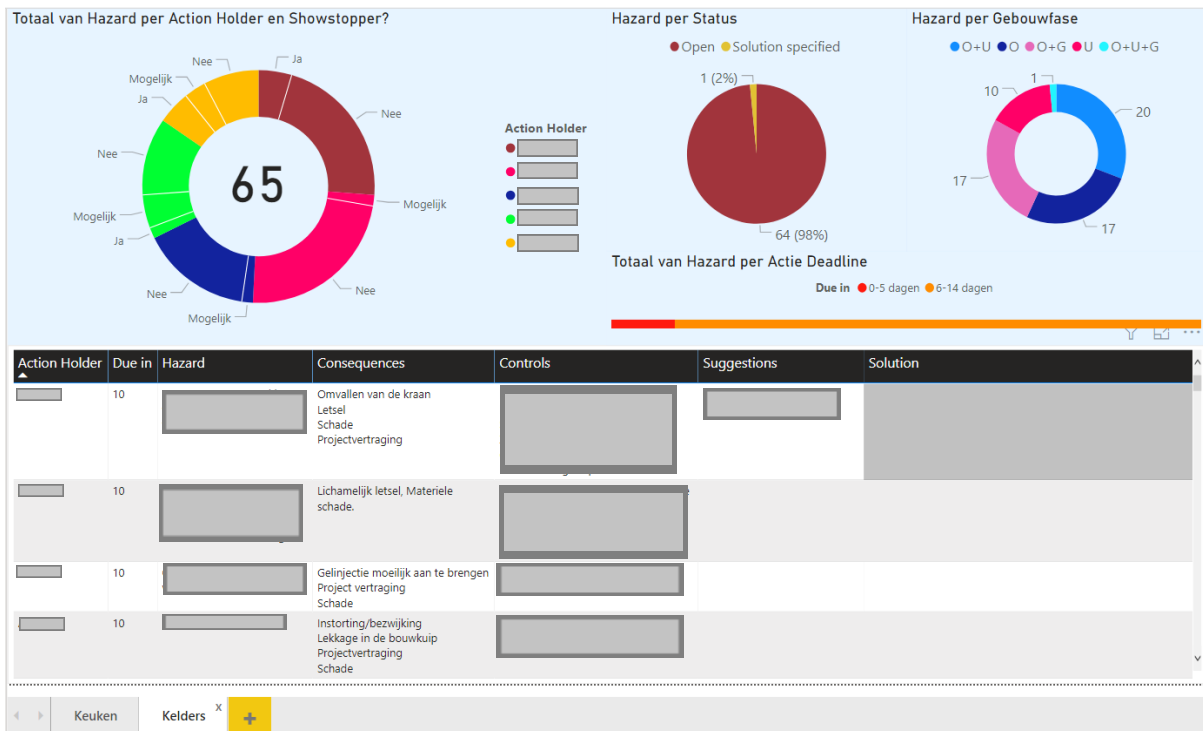 Totaal van Hazard per Action Holder en Showstopper?
Nee
Ja
Mogelijk
Ja
Nee
Nee
Mogelijk
Ja
Nee
Mogelijk
Nee
Mogelijk
65
Action Holder
Hazard per Status
Open Solution specified
1 (2%)
64 (98%)
Hazard per Gebouwfase
O+U O O+G U O+U+G
1
10
20
17
17
Totaal van Hazard per Actie Deadline
Due in 0-5 dagen 6-14 dagen
Action Holder Due in Hazard Consequences Controls Suggestions Solution
10 Omvallen van de kraan
Letsel
Schade
Projectvertraging
10 Lichamelijk letsel, Materiele
schade.
10 Gelinjectie moeilijk aan te brengen
Project vertraging
Schade
10 Instorting/bezwijking
Lekkage in de bouwkuip
Projectvertraging
Schade
Keuken Kelders x +